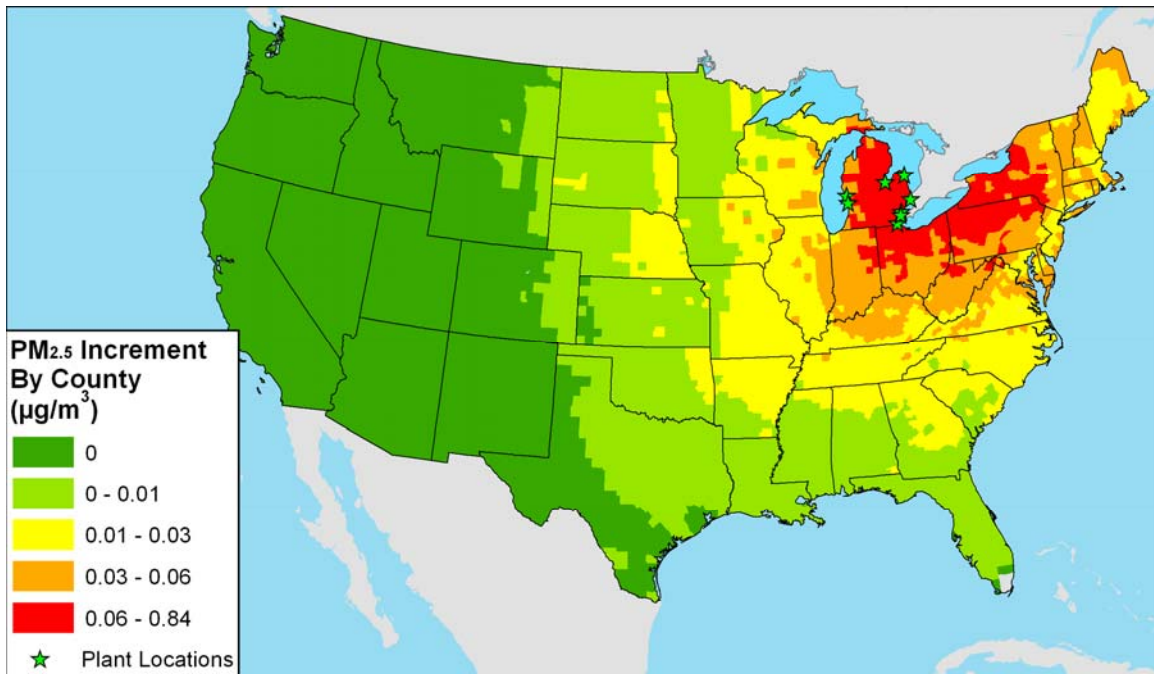 PM2.5 Increment
By County
(µg/m³)
0
0 - 0.01
0.01 - 0.03
0.03 - 0.06
0.06 - 0.84
Plant Locations